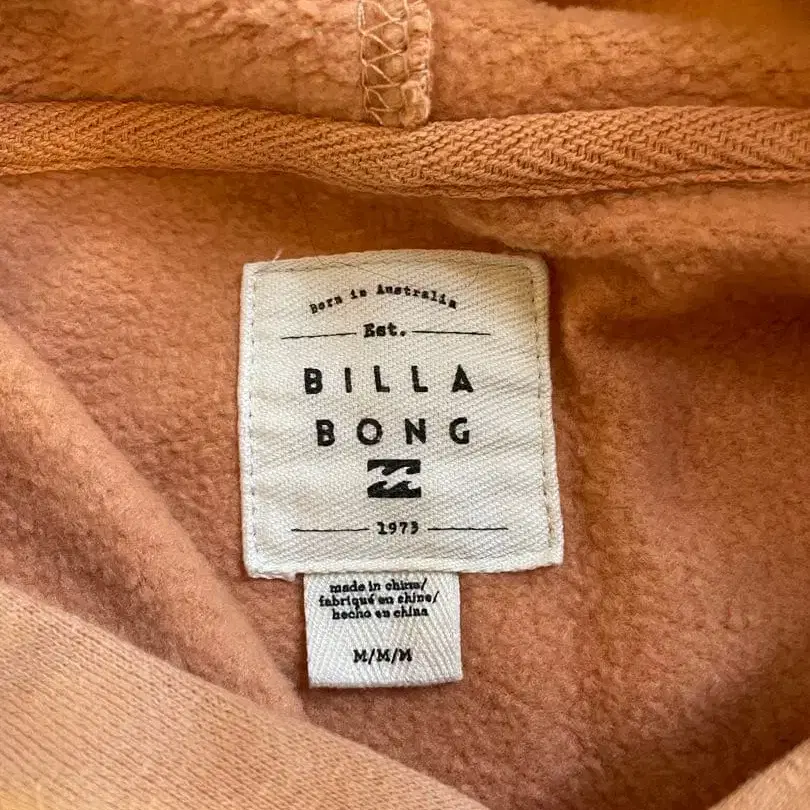 Born in Australia
Est.
BILLA
BONG
1973
made in china/
fabriqué en chine/
hecho en china
M/M/M